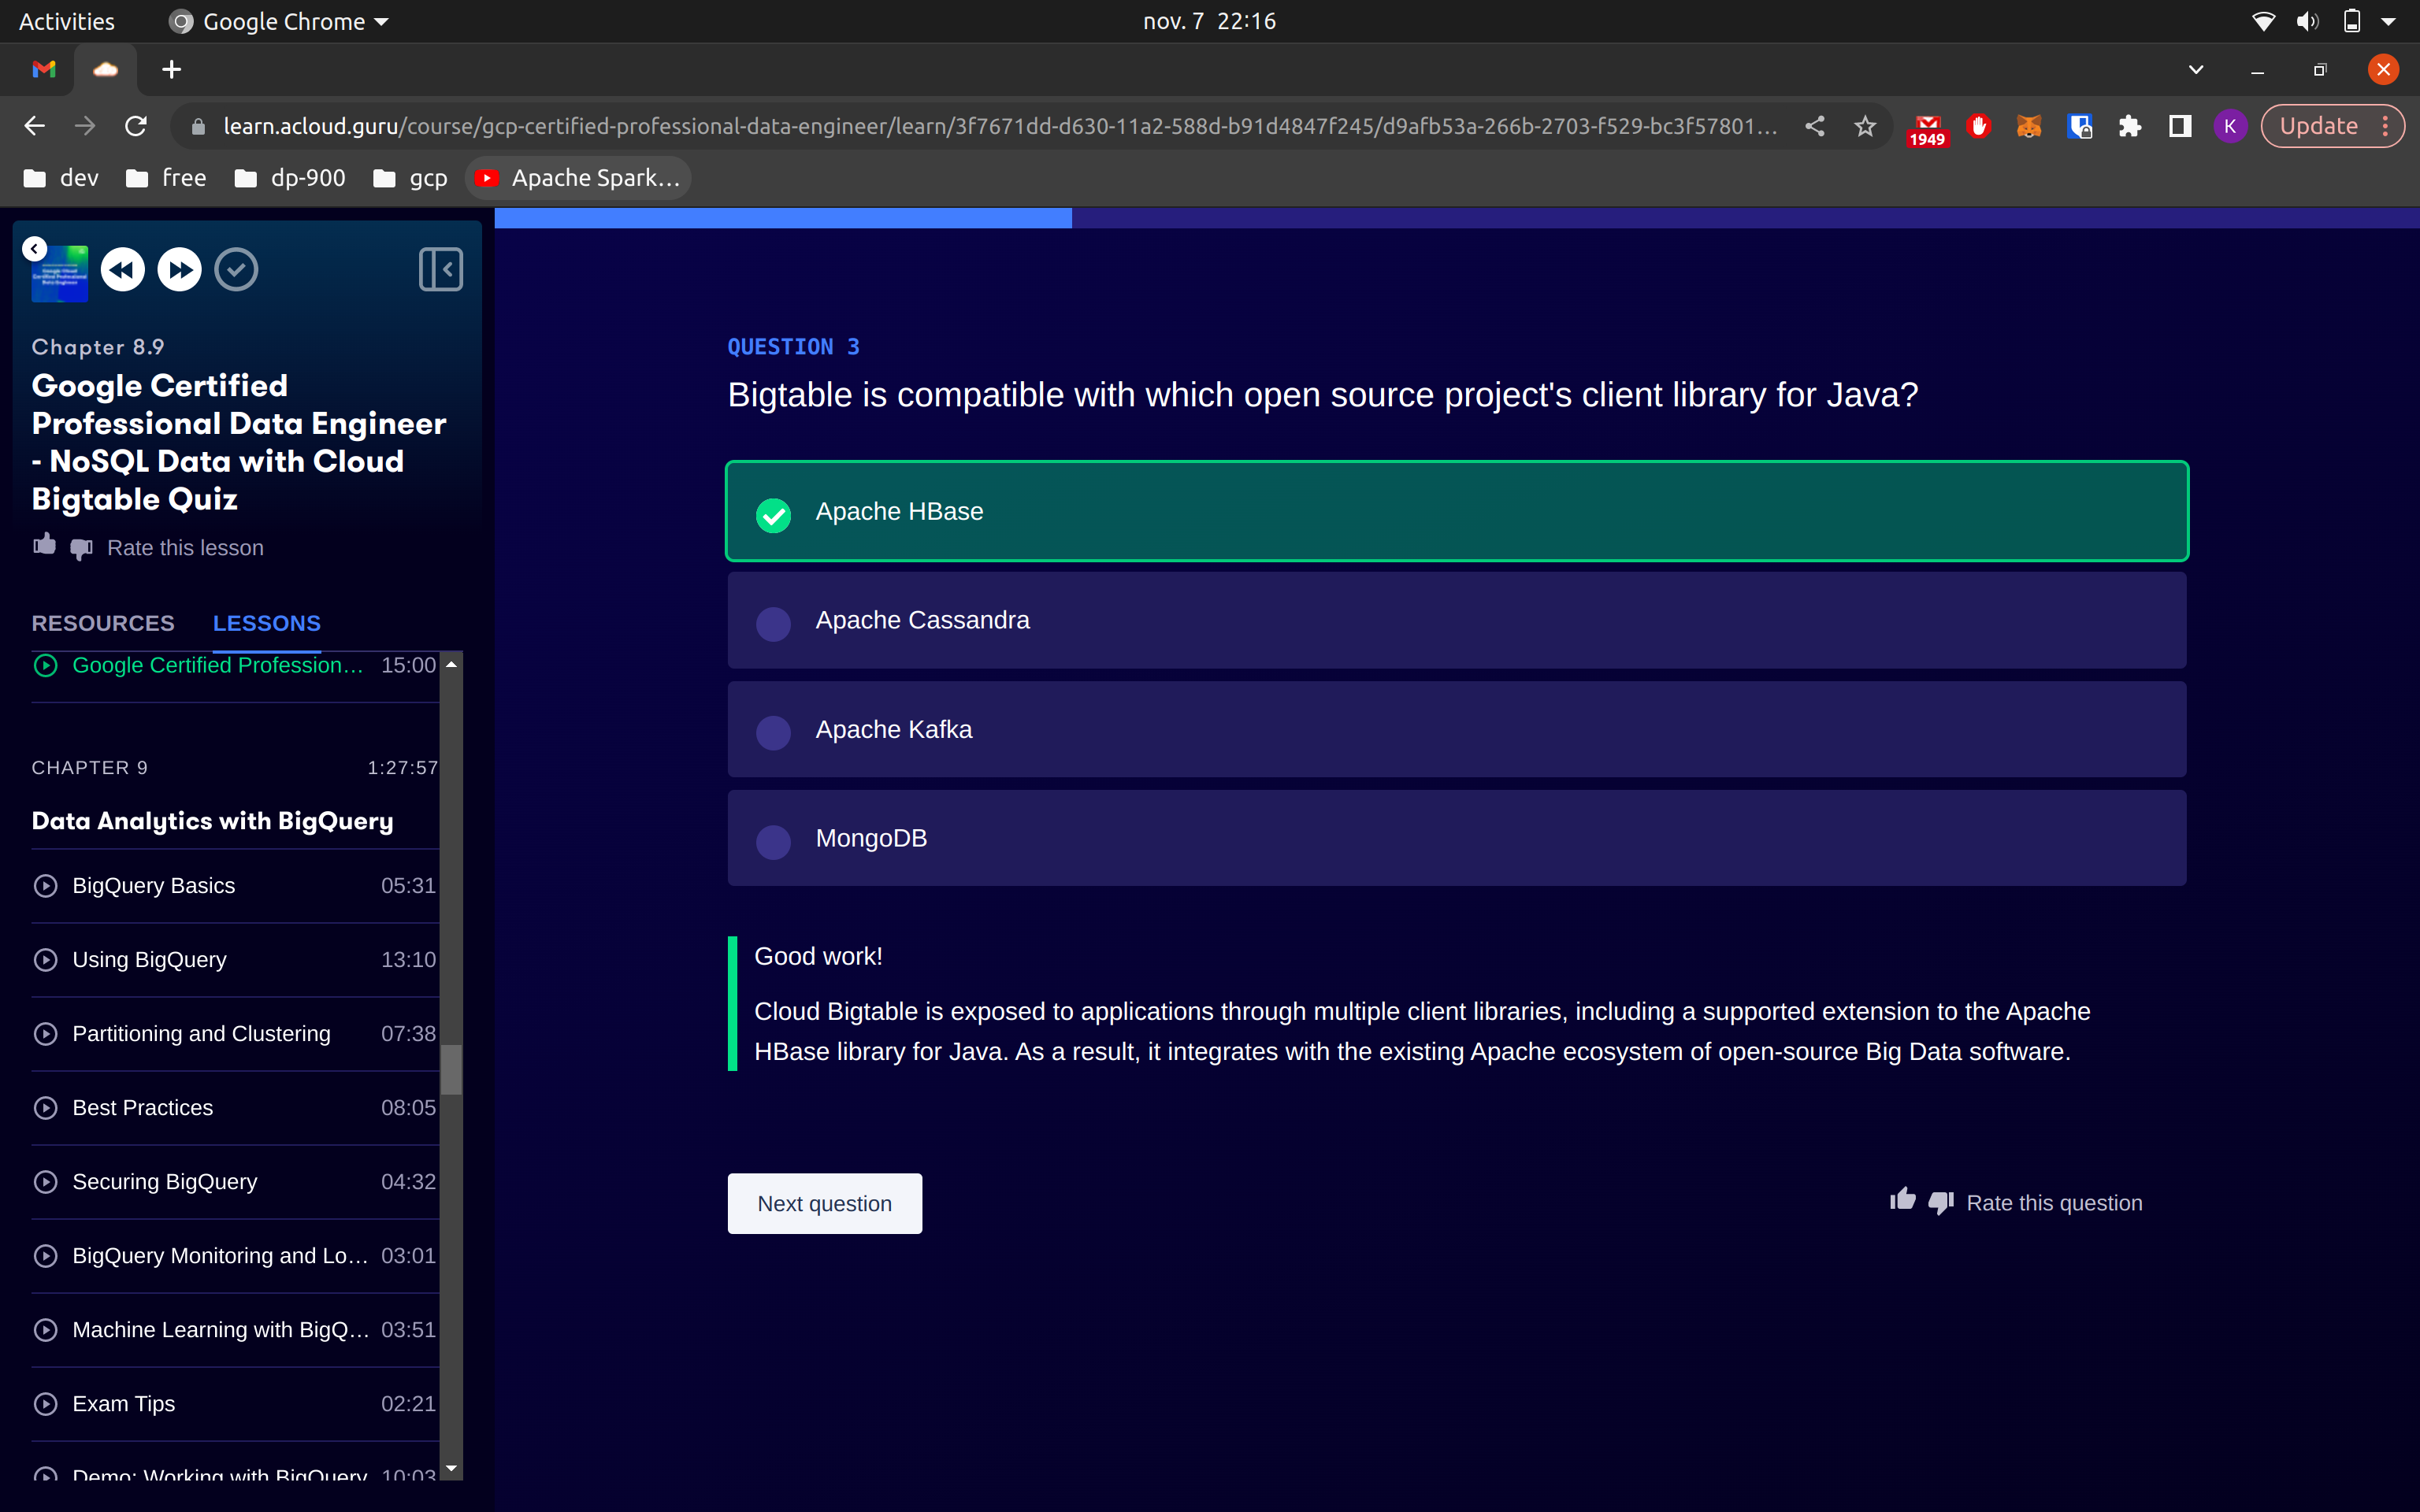 Activities
Google Chrome
nov. 7 22:16
learn.acloud.guru/course/gcp-certified-professional-data-engineer/learn/3f7671dd-d630-11a2-588d-b91d4847f245/d9afb53a-266b-2703-f529-bc3f57801...
1949
K
Update
dev
free
dp-900
gcp
Apache Spark...
Chapter 8.9
Google Certified
Professional Data Engineer
- NoSQL Data with Cloud
Bigtable Quiz
Rate this lesson
RESOURCES
LESSONS
Google Certified Profession... 15:00
CHAPTER 9 1:27:57
Data Analytics with BigQuery
BigQuery Basics 05:31
Using BigQuery 13:10
Partitioning and Clustering 07:38
Best Practices 08:05
Securing BigQuery 04:32
BigQuery Monitoring and Lo... 03:01
Machine Learning with BigQ... 03:51
Exam Tips 02:21
Demo: Working with BigQuery 10:03
QUESTION 3
Bigtable is compatible with which open source project's client library for Java?
Apache HBase
Apache Cassandra
Apache Kafka
MongoDB
Good work!
Cloud Bigtable is exposed to applications through multiple client libraries, including a supported extension to the Apache
HBase library for Java. As a result, it integrates with the existing Apache ecosystem of open-source Big Data software.
Next question
Rate this question